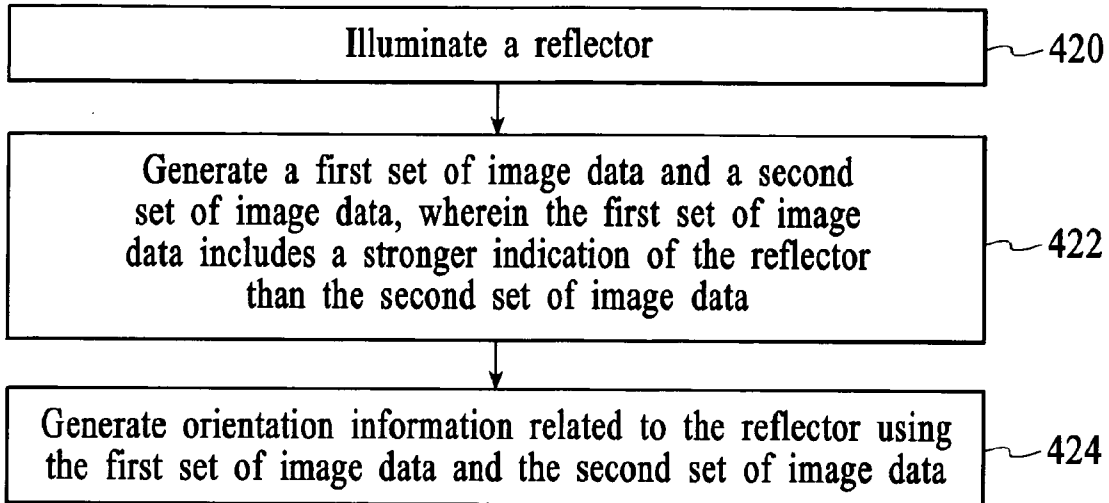 Illuminate a reflector
420
Generate a first set of image data and a second
set of image data, wherein the first set of image
data includes a stronger indication of the reflector
than the second set of image data
422
Generate orientation information related to the reflector using
the first set of image data and the second set of image data
424